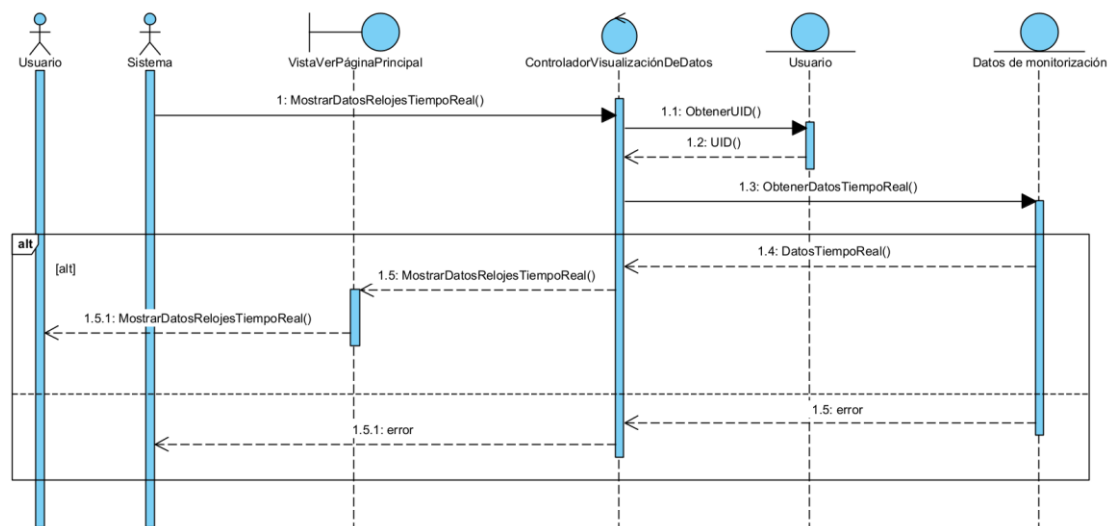 Usuario
Sistema
VistaVerPáginaPrincipal
ControladorVisualizaciónDeDatos
Usuario
Datos de monitorización
1: MostrarDatosRelojesTiempoReal()
1.1: ObtenerUID()
1.2: UID()
1.3: ObtenerDatosTiempoReal()
alt
[alt]
1.4: DatosTiempoReal()
1.5: MostrarDatosRelojesTiempoReal()
1.5.1: MostrarDatosRelojesTiempoReal()
1.5: error
1.5.1: error